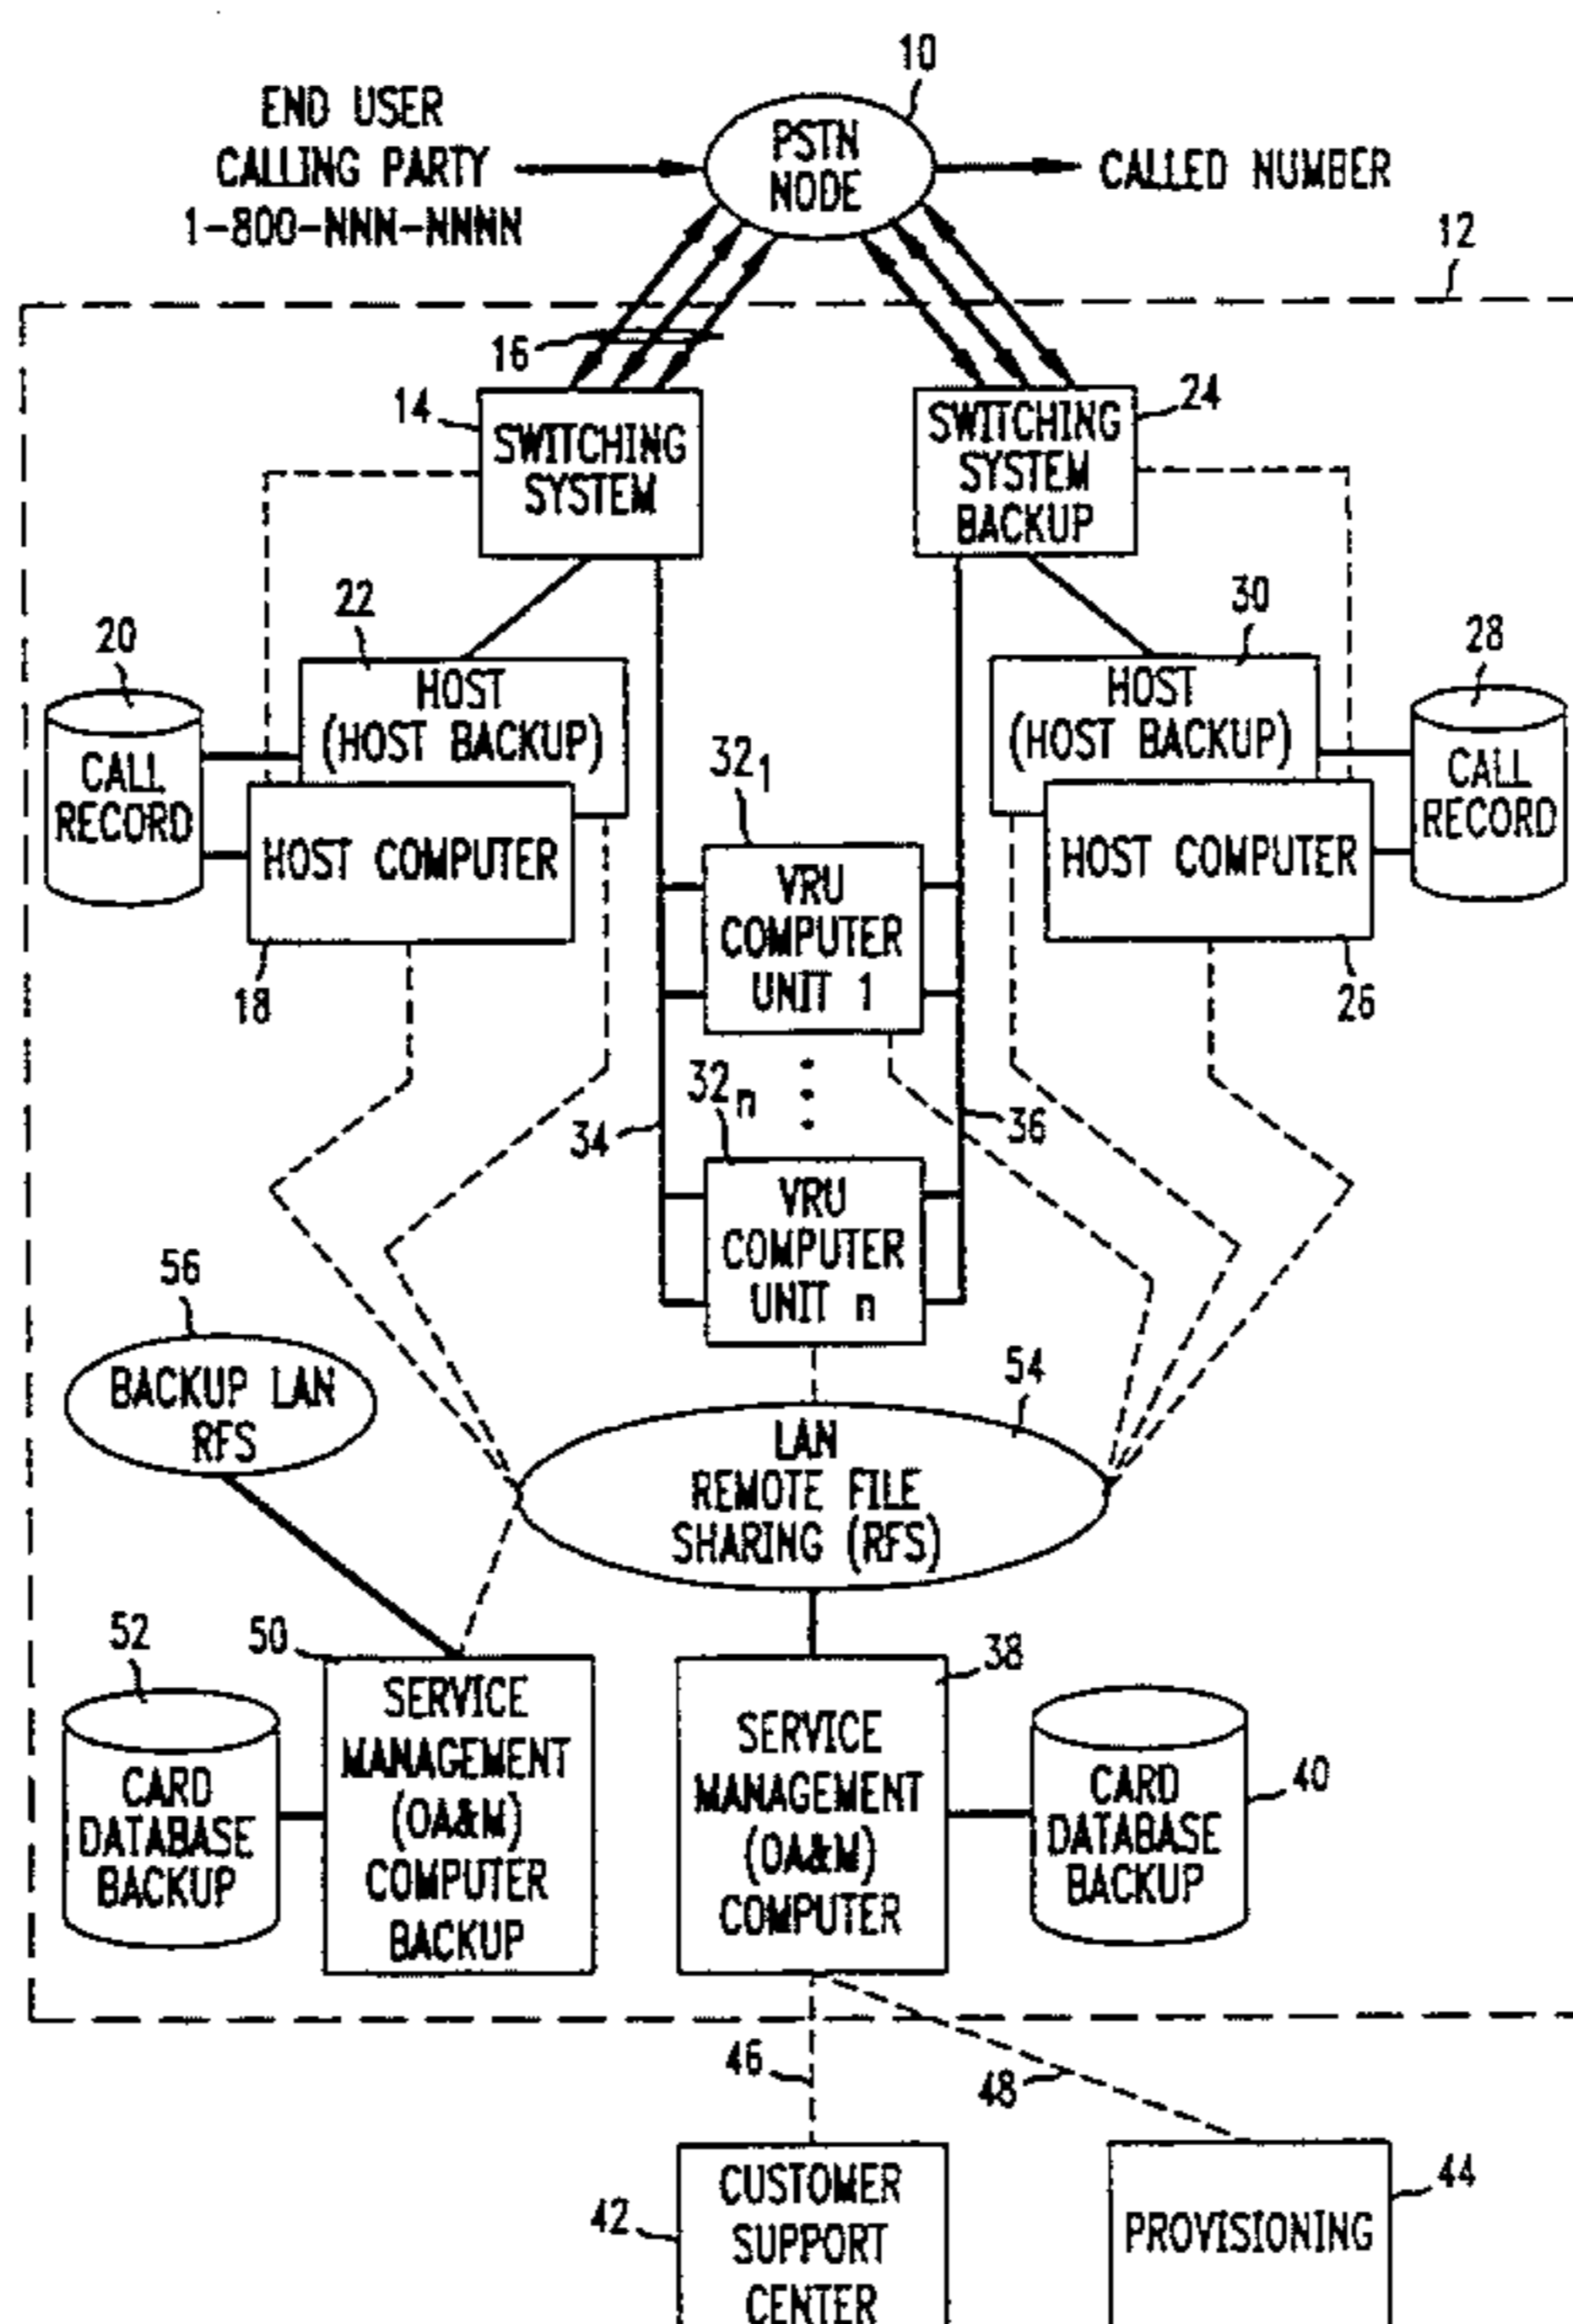 10
END USER
CALLING PARTY
1-800-NNN-NNNN
PSTN
NODE
CALLED NUMBER
12
16
14
SWITCHING
SYSTEM
SWITCHING
SYSTEM
BACKUP
24
20
22
30
28
CALL
RECORD
HOST
(HOST BACKUP)
HOST COMPUTER
18
HOST
(HOST BACKUP)
HOST COMPUTER
26
CALL
RECORD
32₁
VRU
COMPUTER
UNIT 1
32ₙ
34
36
VRU
COMPUTER
UNIT n
56
BACKUP LAN
RFS
54
LAN
REMOTE FILE
SHARING (RFS)
52
50
38
CARD
DATABASE
BACKUP
SERVICE
MANAGEMENT
(OA&M)
COMPUTER
BACKUP
SERVICE
MANAGEMENT
(OA&M)
COMPUTER
CARD
DATABASE
BACKUP
40
46
48
42
CUSTOMER
SUPPORT
CENTER
PROVISIONING
44